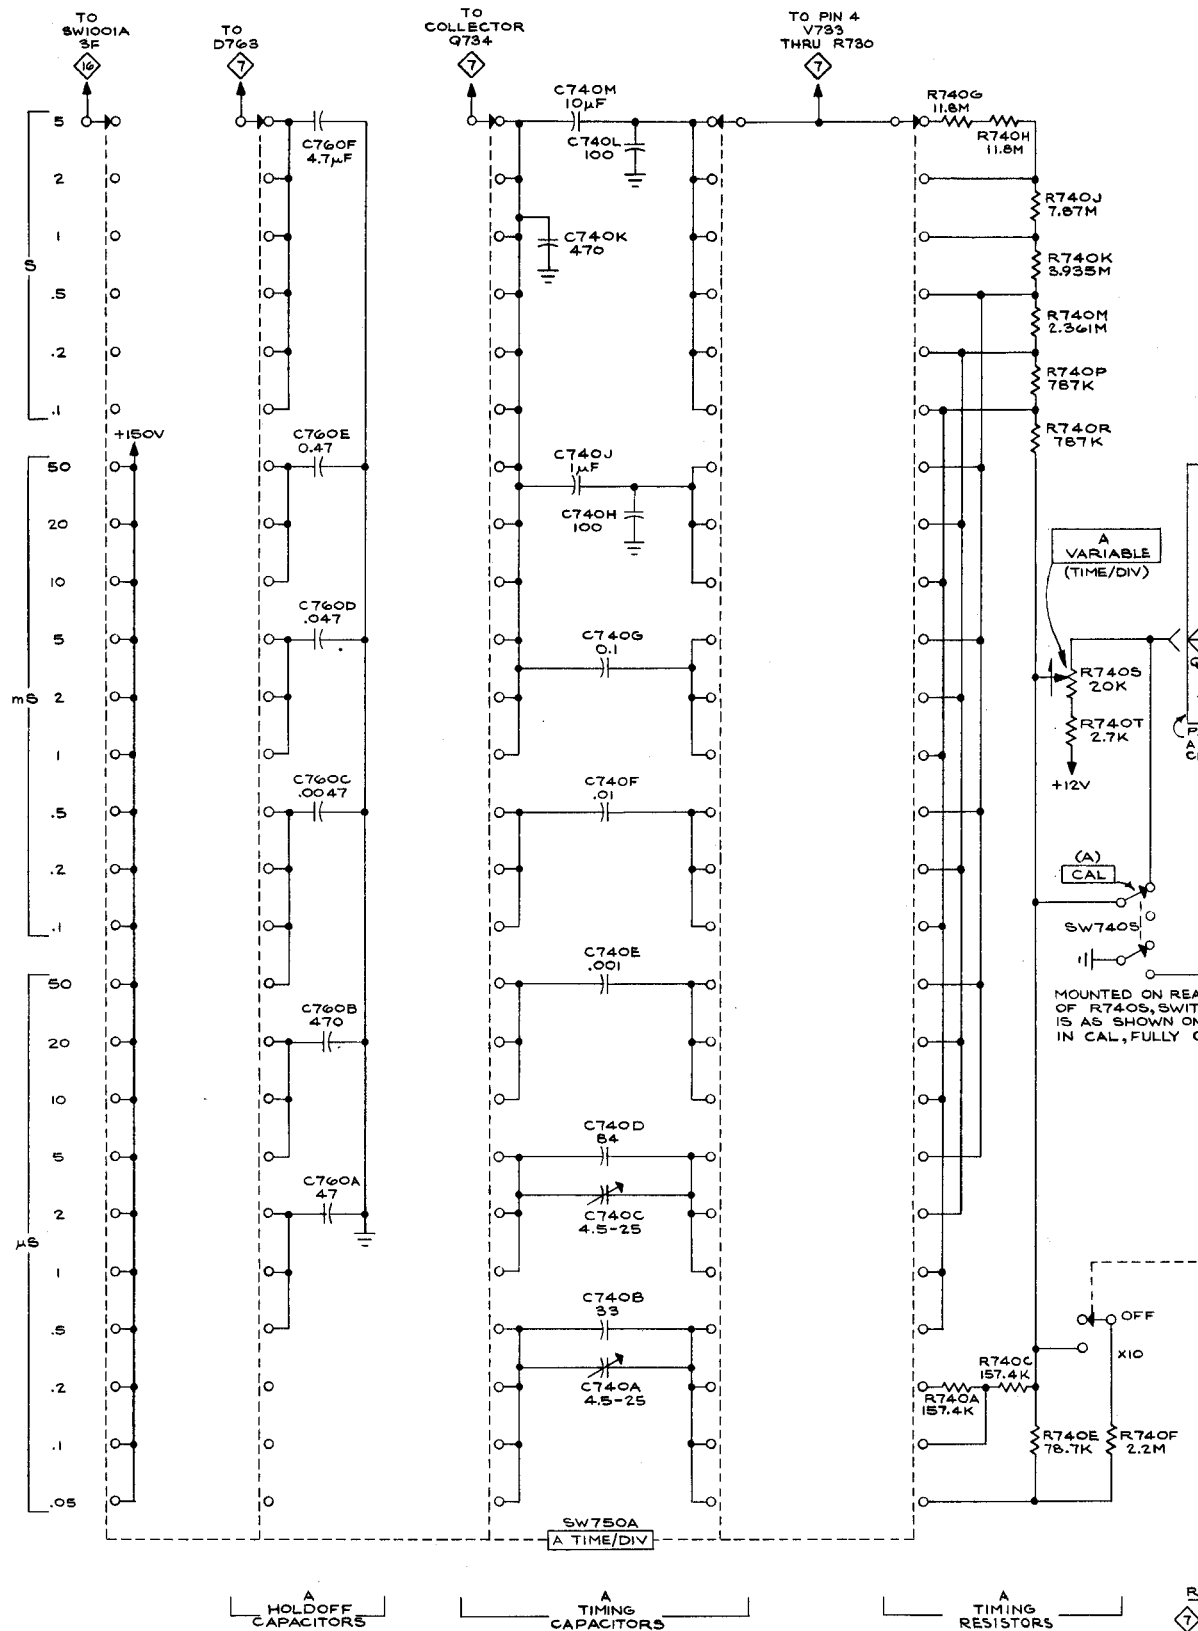 TO
SW1001A
3F
16
TO
D763
7
TO
COLLECTOR
Q734
7
TO PIN 4
V733
THRU R730
7
S
5
2
1
.5
.2
.1
mS
50
20
10
5
2
1
.5
.2
.1
µS
50
20
10
5
2
1
.5
.2
.1
.05
+150V
C760F
4.7µF
C760E
0.47
C760D
.047
C760C
.0047
C760B
470
C760A
47
C740M
10µF
C740L
100
C740K
470
C740J
1µF
C740H
100
C740G
0.1
C740F
.01
C740E
.001
C740D
84
C740C
4.5-25
C740B
33
C740A
4.5-25
R740G
11.8M
R740H
11.8M
R740J
7.87M
R740K
3.935M
R740M
2.361M
R740P
787K
R740R
787K
A
VARIABLE
(TIME/DIV)
R740S
20K
R740T
2.7K
+12V
P
A
(A)
CAL
SW740S
MOUNTED ON REA
OF R740S, SWIT
IS AS SHOWN ON
IN CAL, FULLY
OFF
X10
R740C
157.4K
R740A
157.4K
R740E
78.7K
R740F
2.2M
SW750A
A TIME/DIV
A
HOLDOFF
CAPACITORS
A
TIMING
CAPACITORS
A
TIMING
RESISTORS
R
7